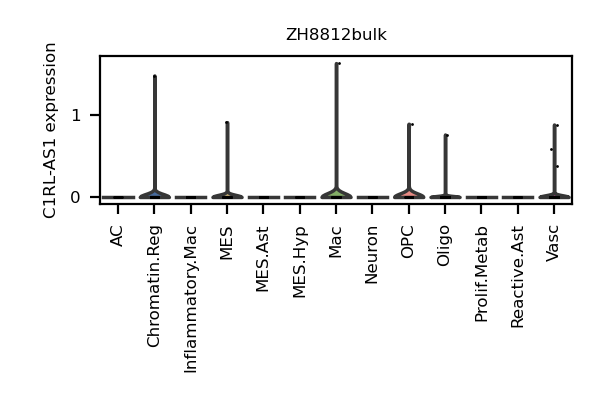 ZH8812bulk
C1RL-AS1 expression
1
0
AC
Chromatin.Reg
Inflammatory.Mac
MES
MES.Ast
MES.Hyp
Mac
Neuron
OPC
Oligo
Prolif.Metab
Reactive.Ast
Vasc